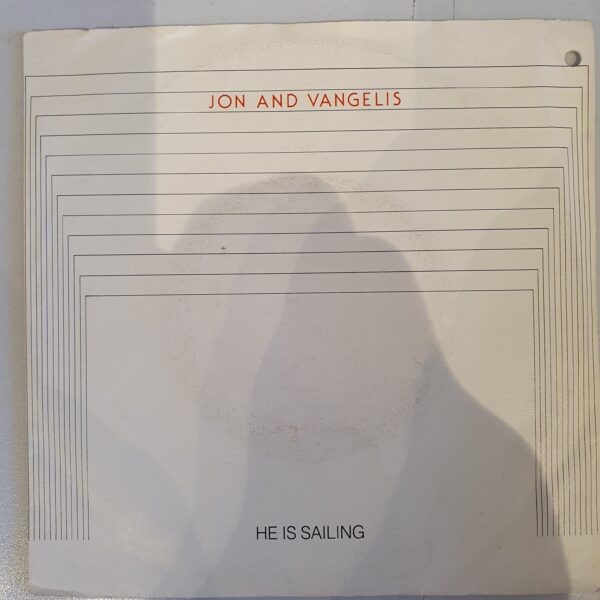 JON AND VANGELIS
HE IS SAILING